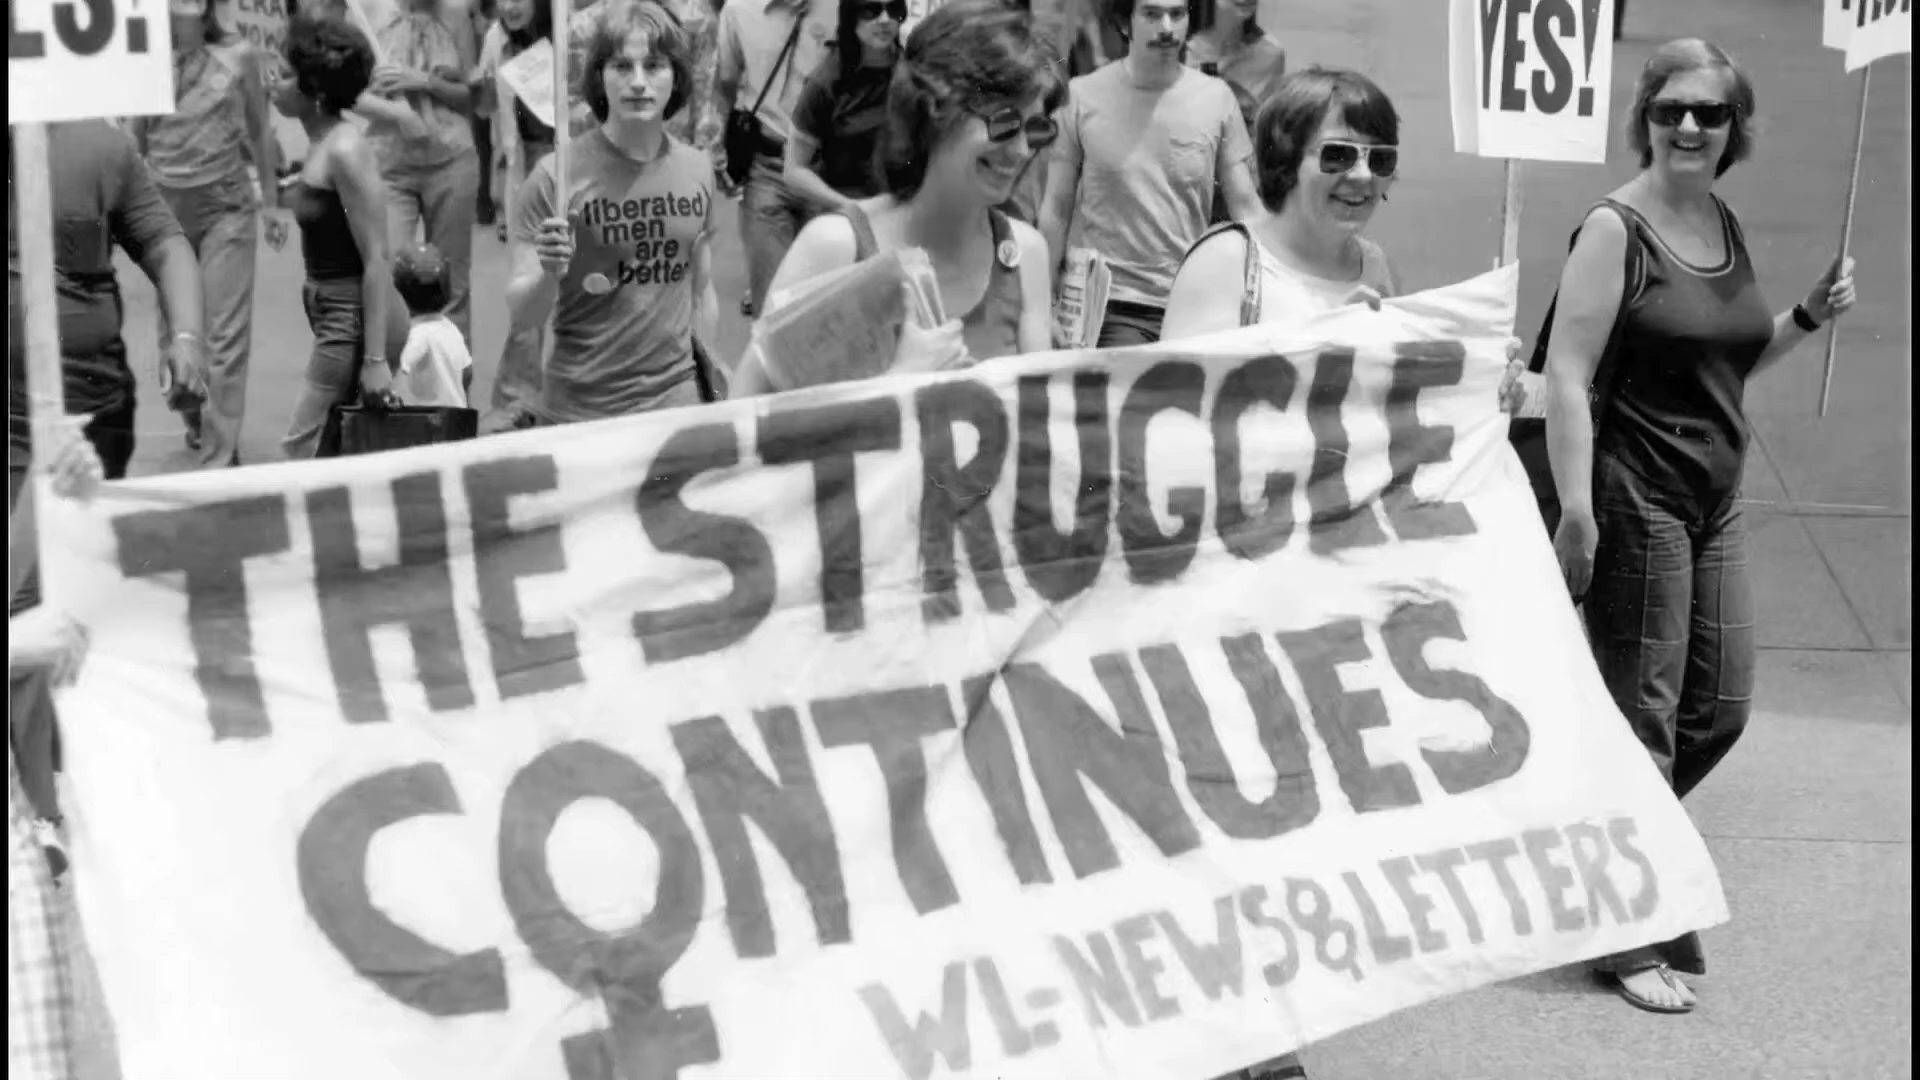 ERA
NOW
YES!
liberated
men
are
better
THE STRUGGLE
CONTINUES
WL-NEWS & LETTERS